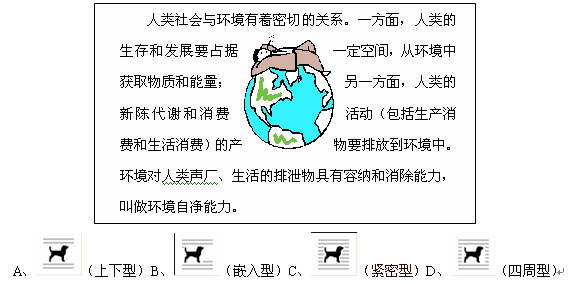 人类社会与环境有着密切的关系。一方面，人类的
生存和发展要占据一定空间，从环境中
获取物质和能量；另一方面，人类的
新陈代谢和消费活动（包括生产消
费和生活消费）的产物要排放到环境中。
环境对人类声厂、生活的排泄物具有容纳和消除能力，
叫做环境自净能力。
A、（上下型）B、（嵌入型）C、（紧密型）D、（四周型）